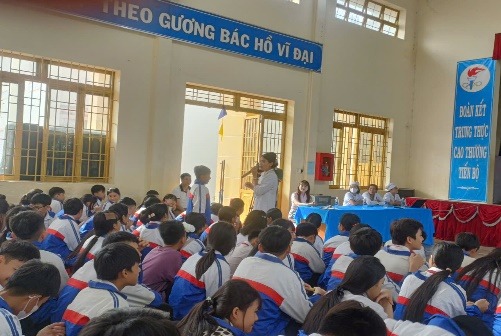 THEO GƯƠNG BÁC HỒ VĨ ĐẠI
ĐOÀN KẾT
TRUNG THỰC
CAO THƯỢNG
TIẾN BỘ